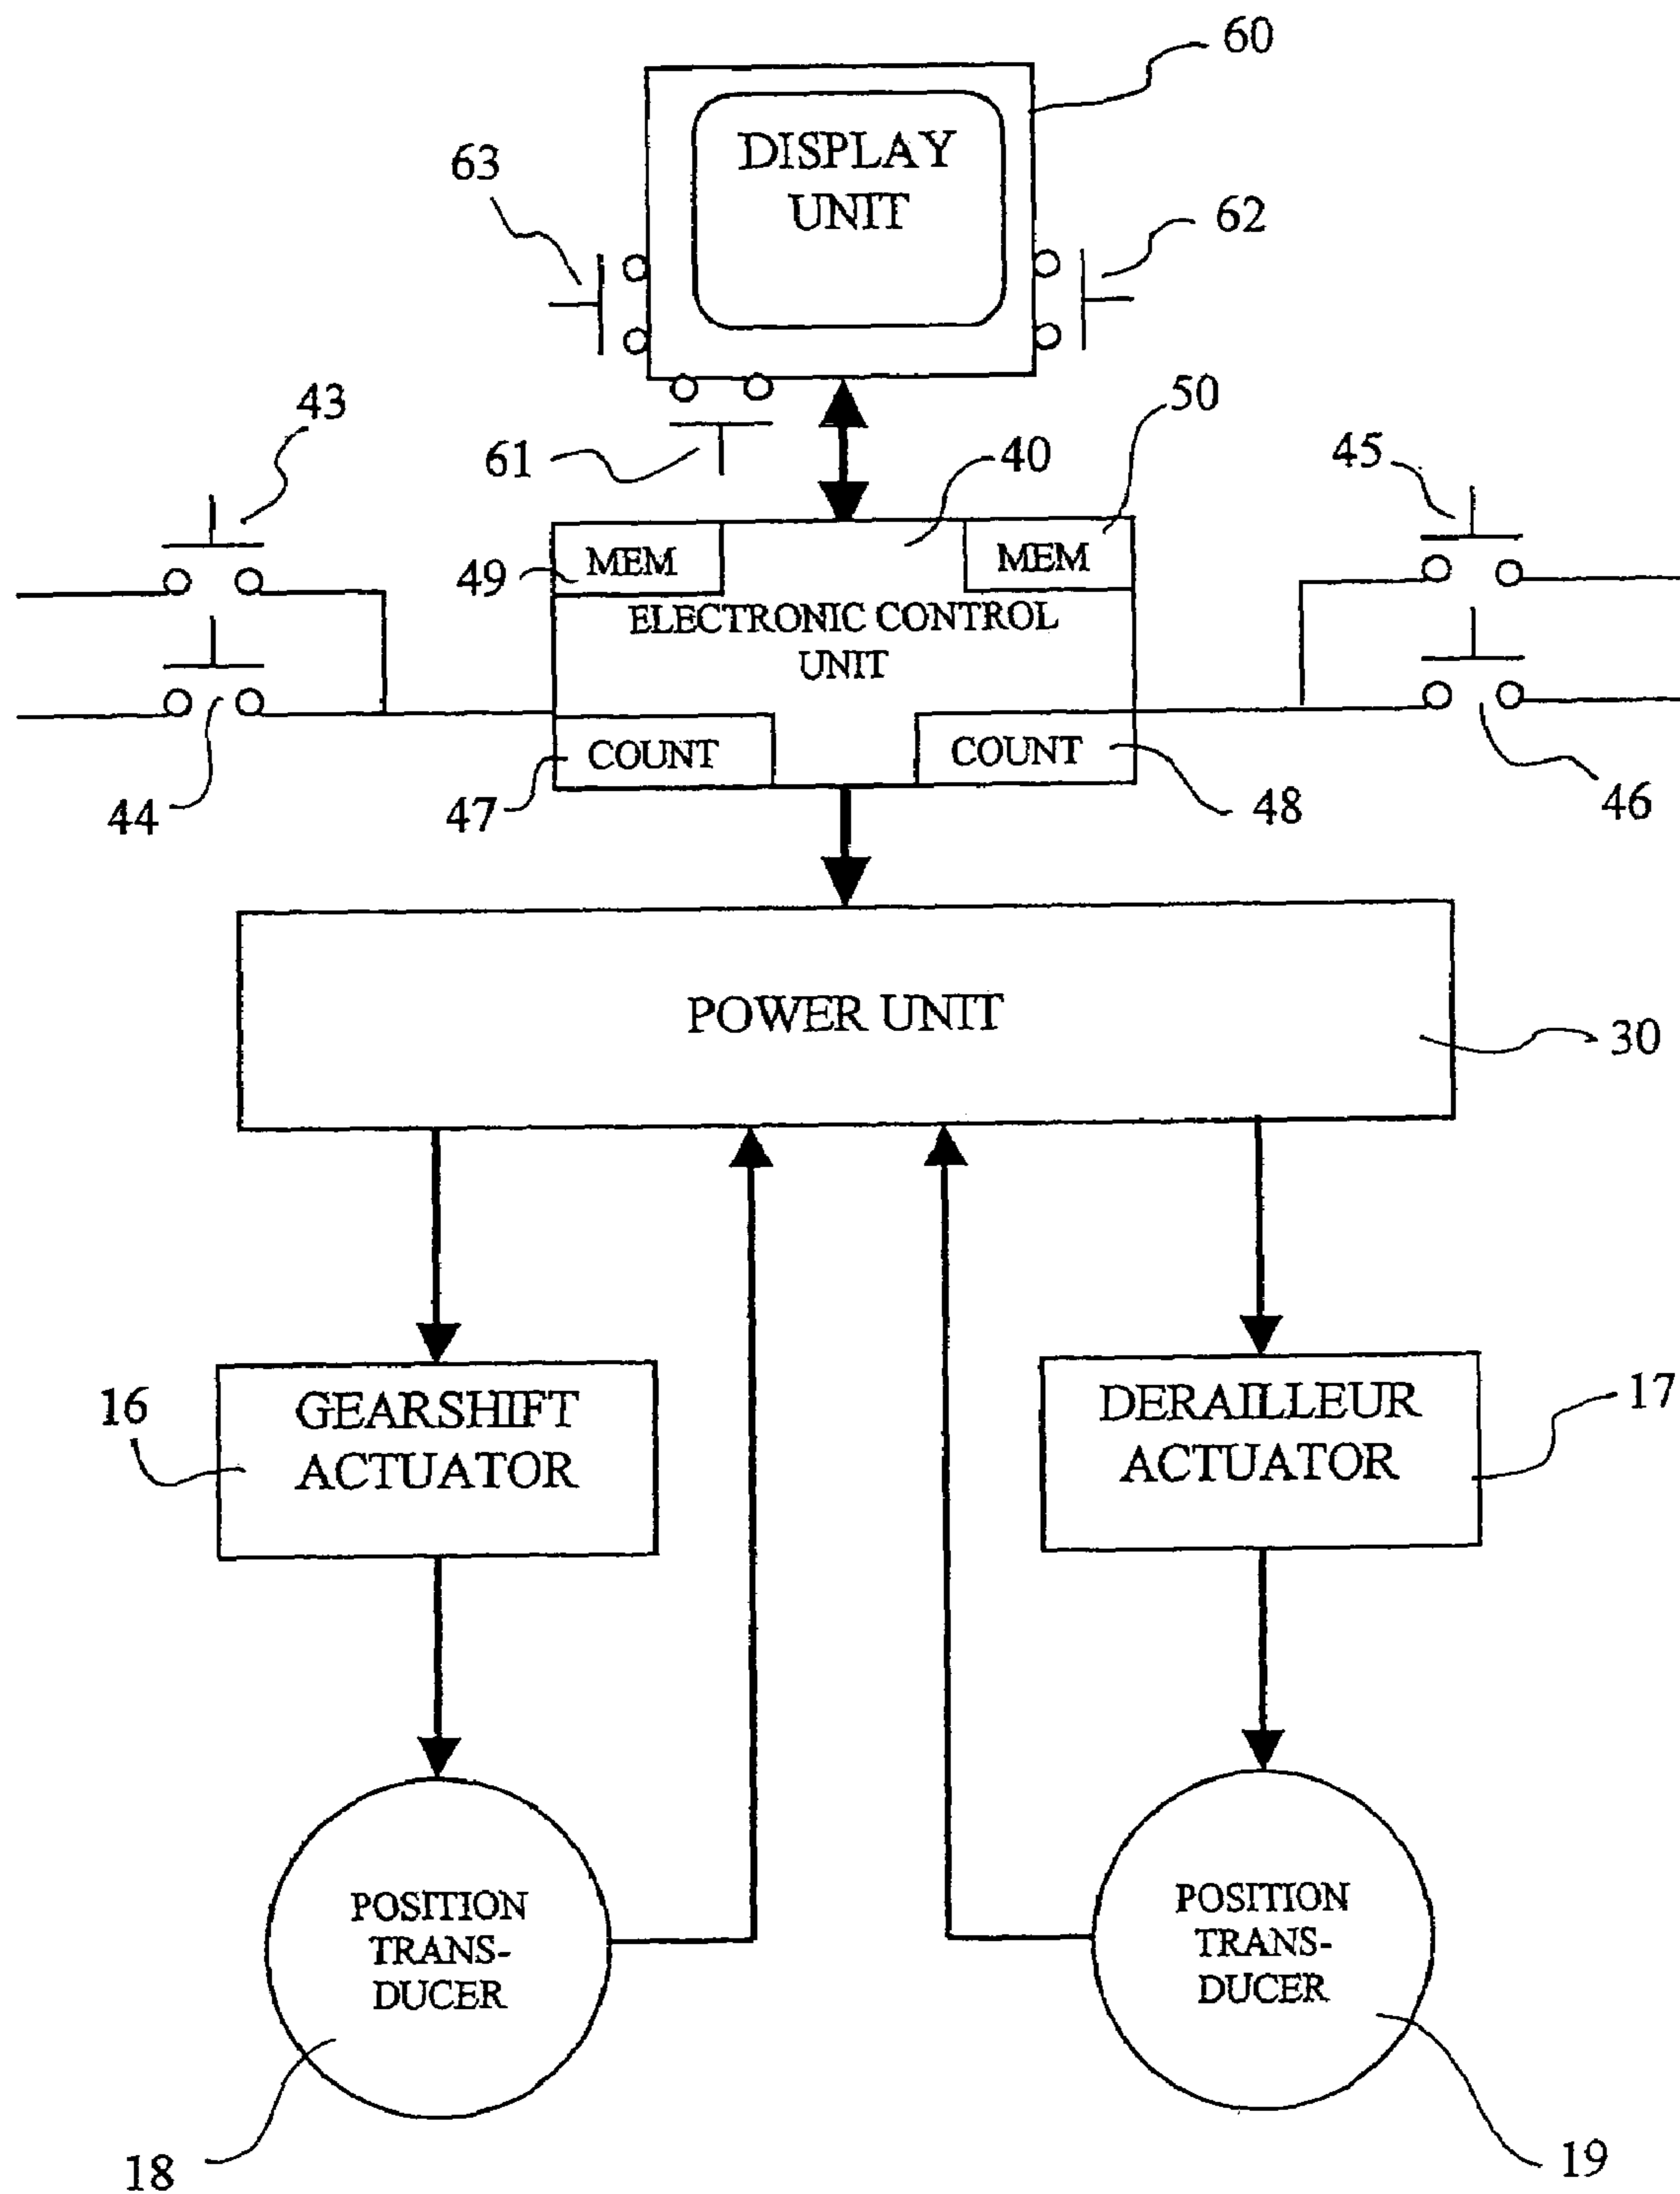 60
DISPLAY
UNIT
63
62
61
43
50
40
45
MEM
MEM
49
ELECTRONIC CONTROL
UNIT
COUNT
COUNT
44
47
48
46
POWER UNIT
30
16
GEARSHIFT
ACTUATOR
DERAILLEUR
ACTUATOR
17
POSITION
TRANS-
DUCER
POSITION
TRANS-
DUCER
18
19